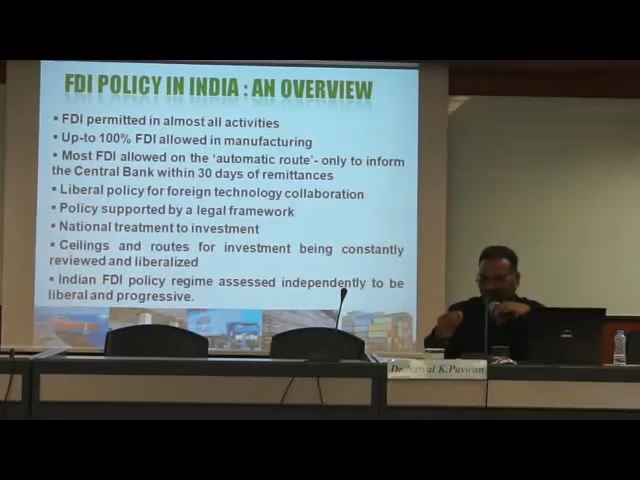 FDI POLICY IN INDIA : AN OVERVIEW
▪ FDI permitted in almost all activities
▪ Up-to 100% FDI allowed in manufacturing
▪ Most FDI allowed on the 'automatic route'- only to inform
the Central Bank within 30 days of remittances
▪ Liberal policy for foreign technology collaboration
▪ Policy supported by a legal framework
▪ National treatment to investment
▪ Ceilings and routes for investment being constantly
reviewed and liberalized
▪ Indian FDI policy regime assessed independently to be
liberal and progressive.
Dr. Nawal K.Paswan